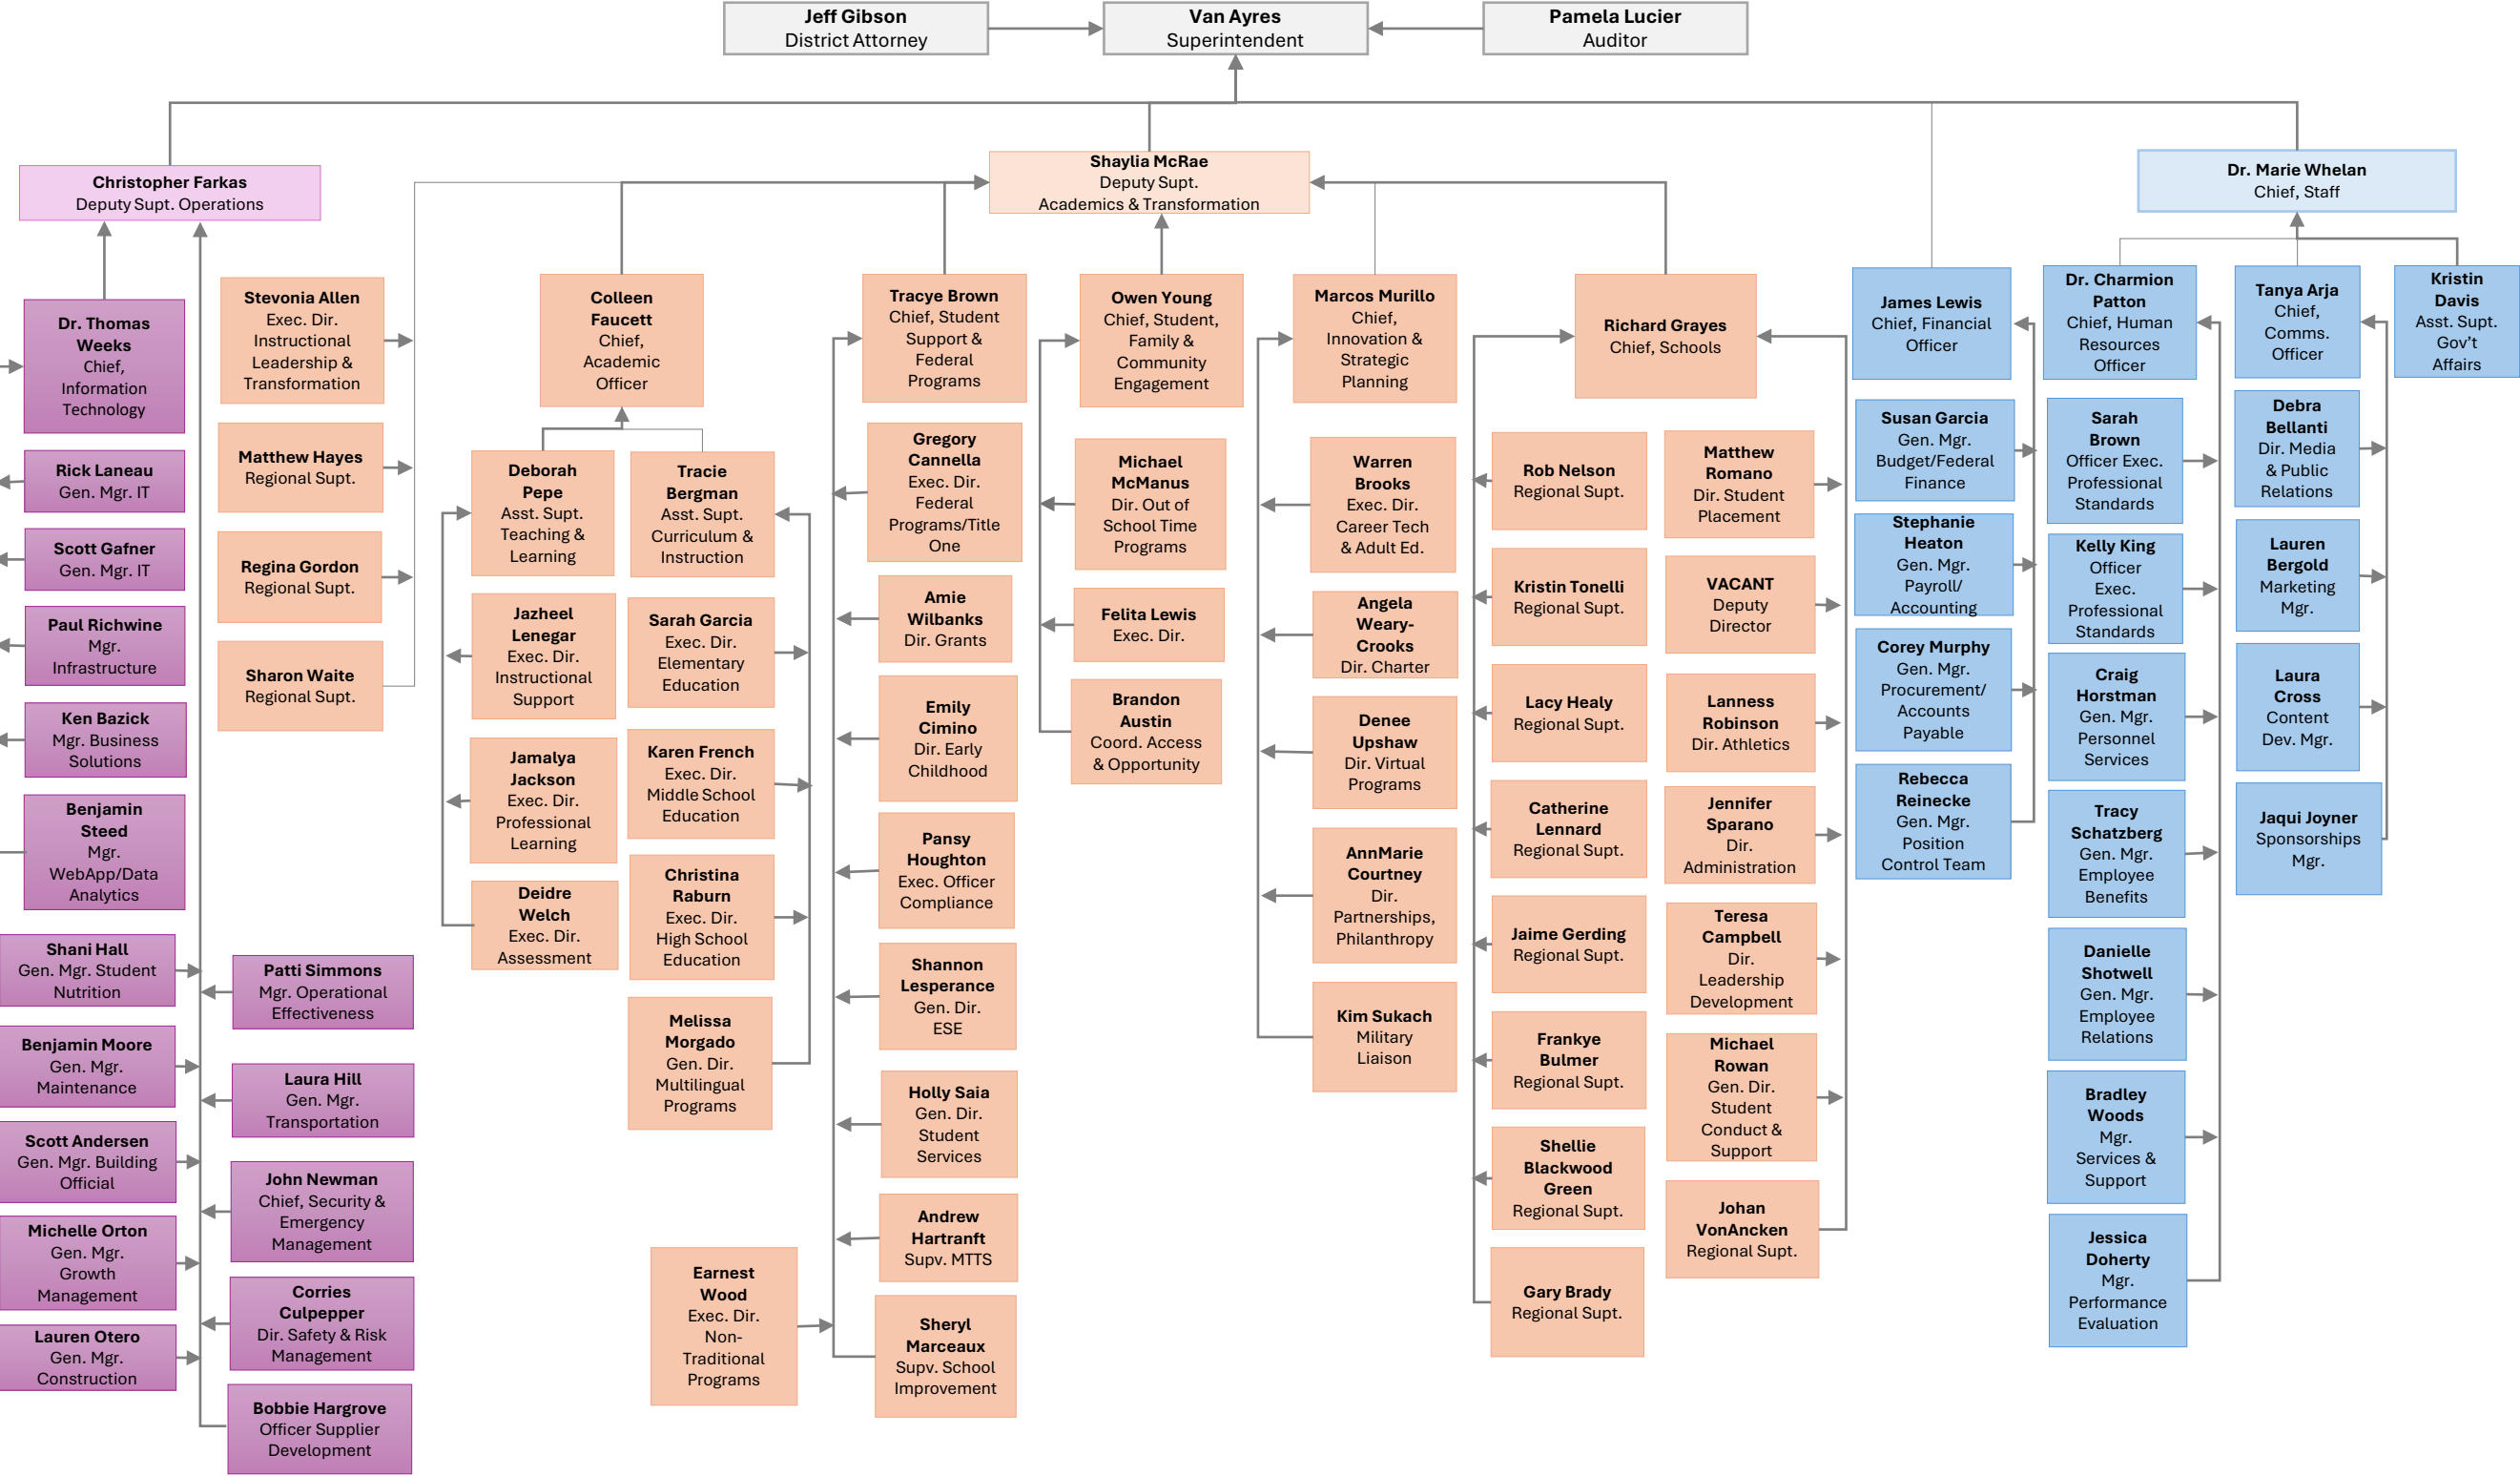 Jeff Gibson
District Attorney
Van Ayres
Superintendent
Pamela Lucier
Auditor
Christopher Farkas
Deputy Supt. Operations
Shaylia McRae
Deputy Supt.
Academics & Transformation
Dr. Marie Whelan
Chief, Staff
Dr. Thomas
Weeks
Chief,
Information
Technology
Rick Laneau
Gen. Mgr. IT
Scott Gafner
Gen. Mgr. IT
Paul Richwine
Mgr.
Infrastructure
Ken Bazick
Mgr. Business
Solutions
Benjamin
Steed
Mgr.
WebApp/Data
Analytics
Shani Hall
Gen. Mgr. Student
Nutrition
Benjamin Moore
Gen. Mgr.
Maintenance
Scott Andersen
Gen. Mgr. Building
Official
Michelle Orton
Gen. Mgr.
Growth
Management
Lauren Otero
Gen. Mgr.
Construction
Patti Simmons
Mgr. Operational
Effectiveness
Laura Hill
Gen. Mgr.
Transportation
John Newman
Chief, Security &
Emergency
Management
Corries
Culpepper
Dir. Safety & Risk
Management
Bobbie Hargrove
Officer Supplier
Development
Stevonia Allen
Exec. Dir.
Instructional
Leadership &
Transformation
Matthew Hayes
Regional Supt.
Regina Gordon
Regional Supt.
Sharon Waite
Regional Supt.
Colleen
Faucett
Chief,
Academic
Officer
Deborah
Pepe
Asst. Supt.
Teaching &
Learning
Jazheel
Lenegar
Exec. Dir.
Instructional
Support
Jamalya
Jackson
Exec. Dir.
Professional
Learning
Deidre
Welch
Exec. Dir.
Assessment
Tracie
Bergman
Asst. Supt.
Curriculum &
Instruction
Sarah Garcia
Exec. Dir.
Elementary
Education
Karen French
Exec. Dir.
Middle School
Education
Christina
Raburn
Exec. Dir.
High School
Education
Melissa
Morgado
Gen. Dir.
Multilingual
Programs
Earnest
Wood
Exec. Dir.
Non-
Traditional
Programs
Tracye Brown
Chief, Student
Support &
Federal
Programs
Gregory
Cannella
Exec. Dir.
Federal
Programs/Title
One
Amie
Wilbanks
Dir. Grants
Emily
Cimino
Dir. Early
Childhood
Pansy
Houghton
Exec. Officer
Compliance
Shannon
Lesperance
Gen. Dir.
ESE
Holly Saia
Gen. Dir.
Student
Services
Andrew
Hartranft
Supv. MTTS
Sheryl
Marceaux
Supv. School
Improvement
Owen Young
Chief, Student,
Family &
Community
Engagement
Michael
McManus
Dir. Out of
School Time
Programs
Felita Lewis
Exec. Dir.
Brandon
Austin
Coord. Access
& Opportunity
Marcos Murillo
Chief,
Innovation &
Strategic
Planning
Warren
Brooks
Exec. Dir.
Career Tech
& Adult Ed.
Angela
Weary-
Crooks
Dir. Charter
Denee
Upshaw
Dir. Virtual
Programs
AnnMarie
Courtney
Dir.
Partnerships,
Philanthropy
Kim Sukach
Military
Liaison
Richard Grayes
Chief, Schools
Rob Nelson
Regional Supt.
Kristin Tonelli
Regional Supt.
Lacy Healy
Regional Supt.
Catherine
Lennard
Regional Supt.
Jaime Gerding
Regional Supt.
Frankye
Bulmer
Regional Supt.
Shellie
Blackwood
Green
Regional Supt.
Gary Brady
Regional Supt.
Matthew
Romano
Dir. Student
Placement
VACANT
Deputy
Director
Lanness
Robinson
Dir. Athletics
Jennifer
Sparano
Dir.
Administration
Teresa
Campbell
Dir.
Leadership
Development
Michael
Rowan
Gen. Dir.
Student
Conduct &
Support
Johan
VonAncken
Regional Supt.
James Lewis
Chief, Financial
Officer
Susan Garcia
Gen. Mgr.
Budget/Federal
Finance
Stephanie
Heaton
Gen. Mgr.
Payroll/
Accounting
Corey Murphy
Gen. Mgr.
Procurement/
Accounts
Payable
Rebecca
Reinecke
Gen. Mgr.
Position
Control Team
Dr. Charmion
Patton
Chief, Human
Resources
Officer
Sarah
Brown
Officer Exec.
Professional
Standards
Kelly King
Officer
Exec.
Professional
Standards
Craig
Horstman
Gen. Mgr.
Personnel
Services
Tracy
Schatzberg
Gen. Mgr.
Employee
Benefits
Danielle
Shotwell
Gen. Mgr.
Employee
Relations
Bradley
Woods
Mgr.
Services &
Support
Jessica
Doherty
Mgr.
Performance
Evaluation
Tanya Arja
Chief,
Comms.
Officer
Debra
Bellanti
Dir. Media
& Public
Relations
Lauren
Bergold
Marketing
Mgr.
Laura
Cross
Content
Dev. Mgr.
Jaqui Joyner
Sponsorships
Mgr.
Kristin
Davis
Asst. Supt.
Gov’t
Affairs